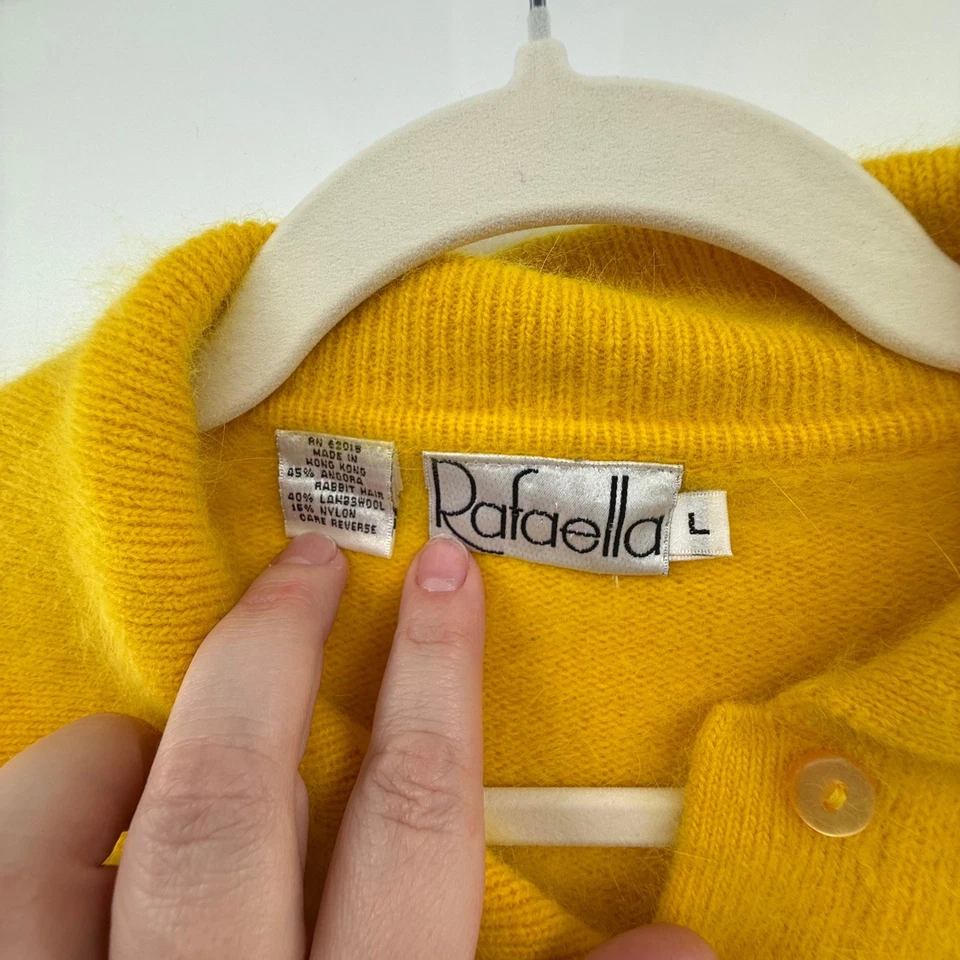 RN 62018
MADE IN
HONG KONG
45% ANGORA
RABBIT HAIR
40% LAMBSWOOL
15% NYLON
CARE REVERSE
Rafaella
L